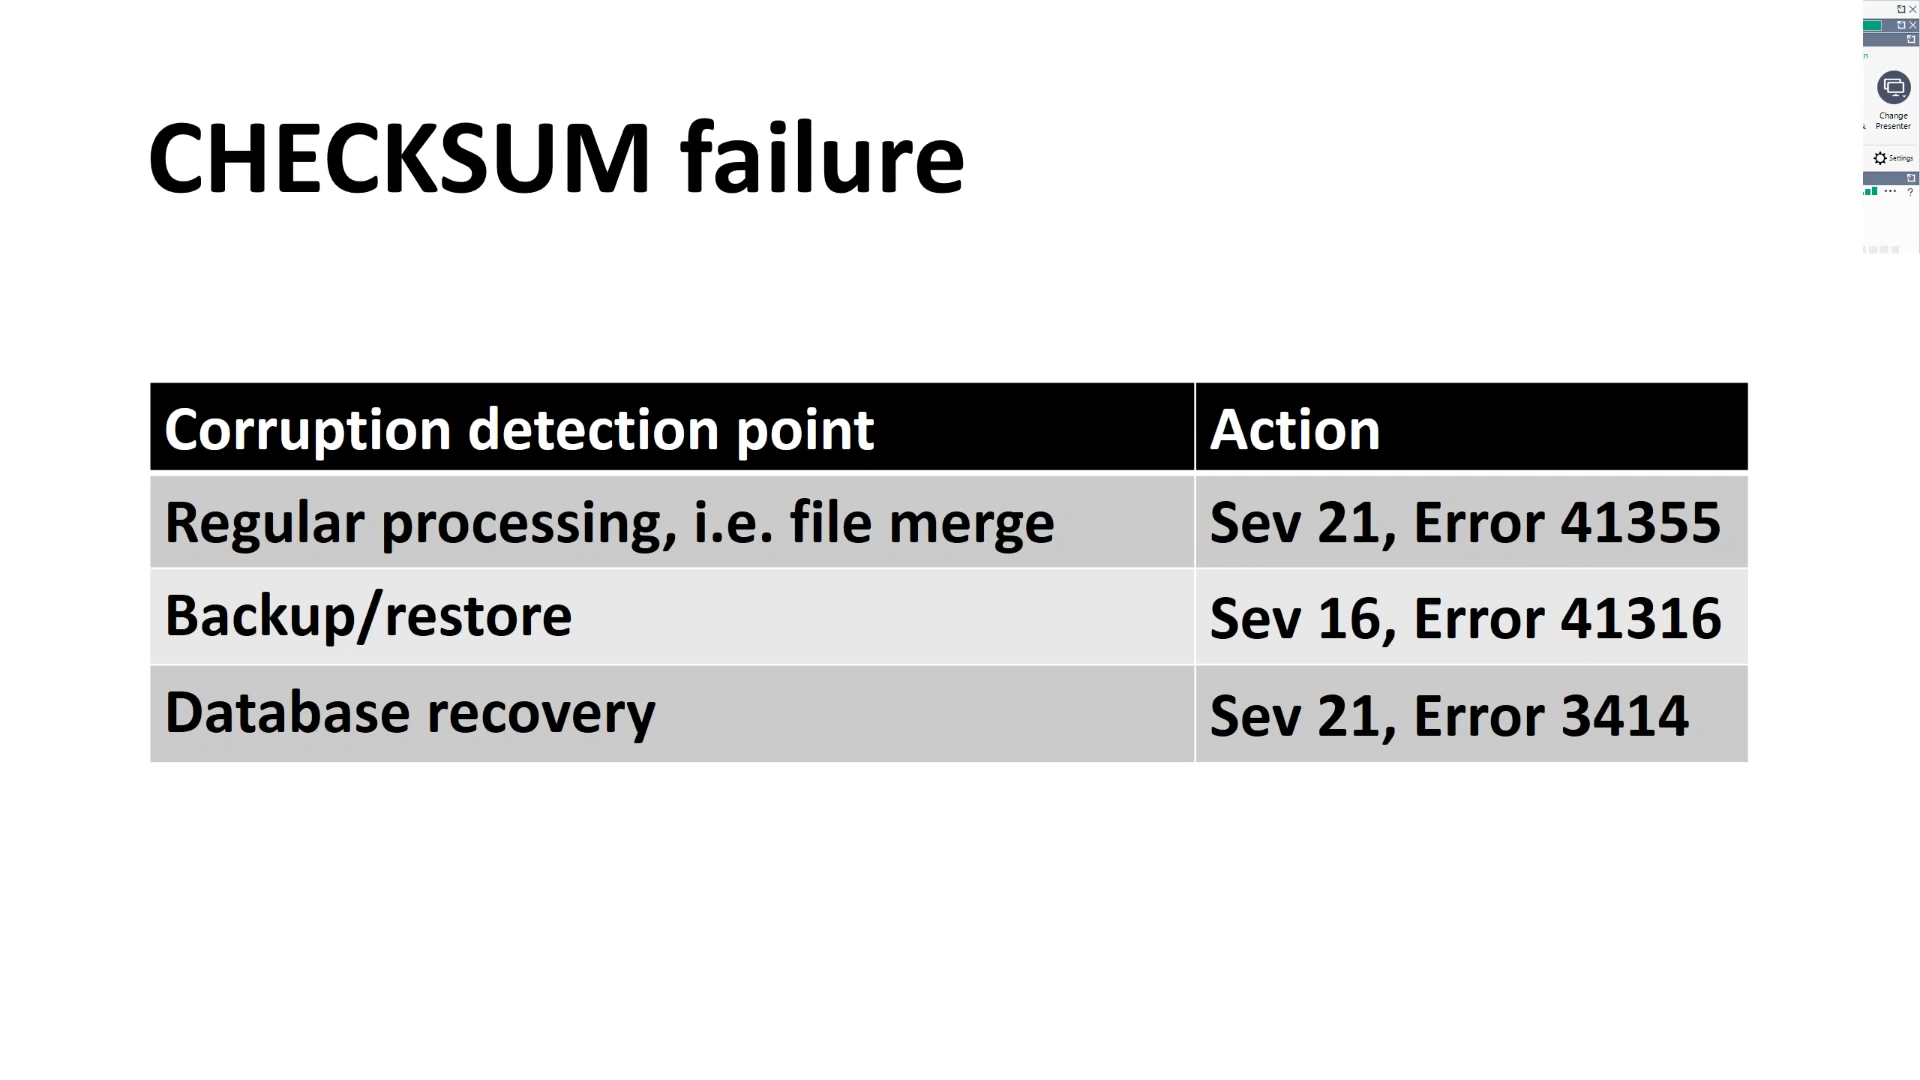 CHECKSUM failure
Corruption detection point Action
Regular processing, i.e. file merge Sev 21, Error 41355
Backup/restore Sev 16, Error 41316
Database recovery Sev 21, Error 3414
Change
Presenter
Settings
?